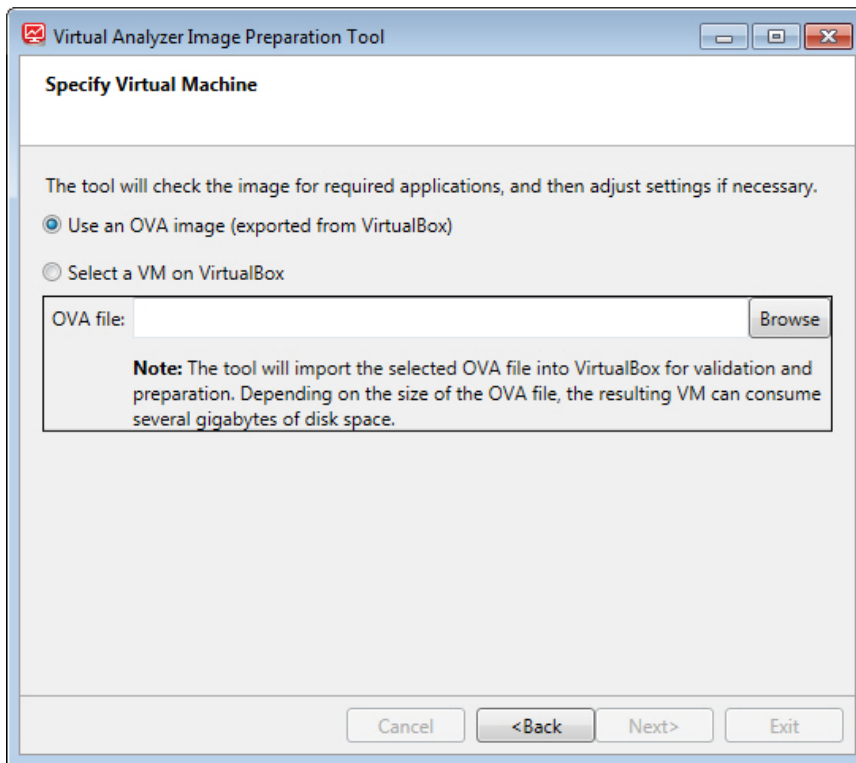 Virtual Analyzer Image Preparation Tool
Specify Virtual Machine
The tool will check the image for required applications, and then adjust settings if necessary.
Use an OVA image (exported from VirtualBox)
Select a VM on VirtualBox
OVA file: Browse
Note: The tool will import the selected OVA file into VirtualBox for validation and
preparation. Depending on the size of the OVA file, the resulting VM can consume
several gigabytes of disk space.
Cancel <Back Next> Exit